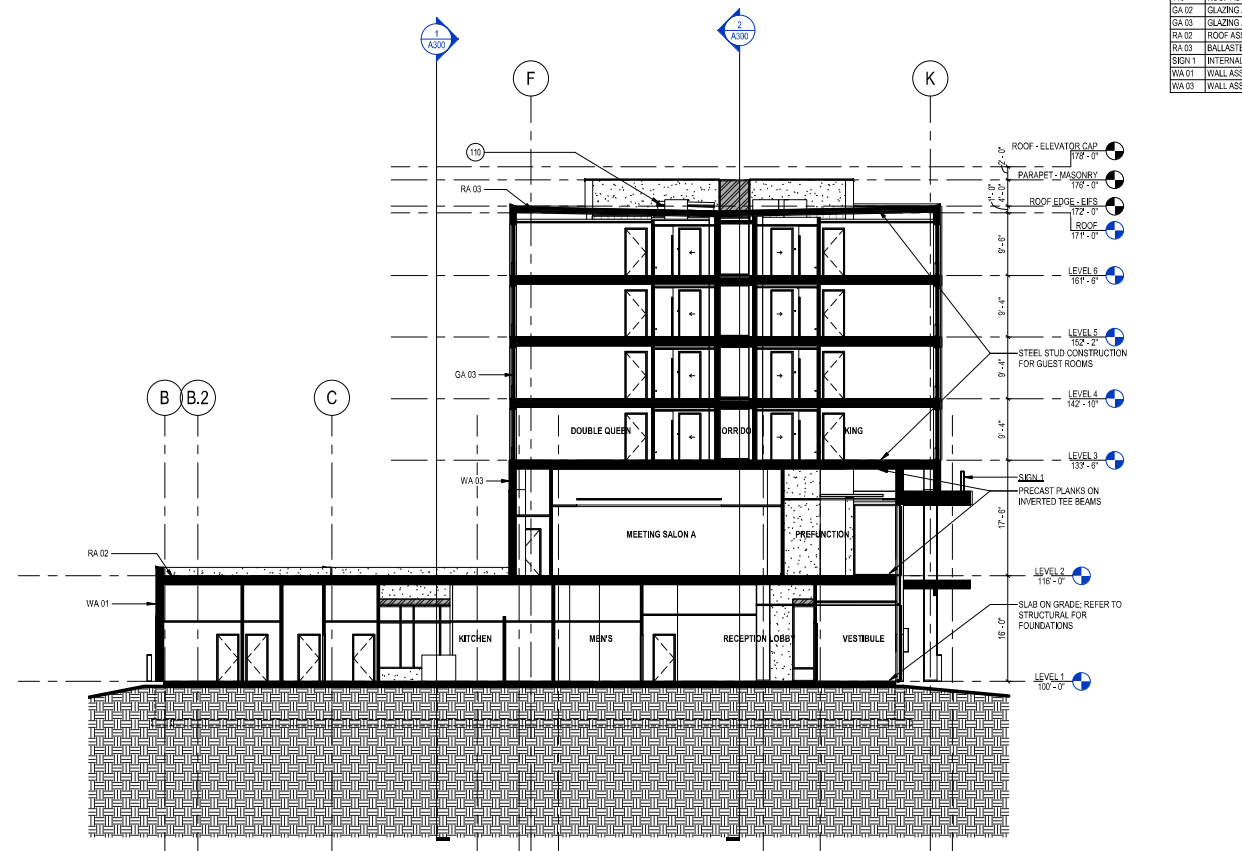 GA 02 GLAZING
GA 03 GLAZING
RA 02 ROOF ASS
RA 03 BALLASTE
SIGN 1 INTERNAL
WA 01 WALL ASS
WA 03 WALL ASS
1
A300
2
A300
F
K
110
RA 03
ROOF - ELEVATOR CAP
178' - 0"
2' - 0"
PARAPET - MASONRY
176' - 0"
4' - 0"
1' - 0"
ROOF EDGE - EIFS
172' - 0"
ROOF
171' - 0"
9' - 6"
LEVEL 6
161' - 6"
9' - 4"
LEVEL 5
152' - 2"
STEEL STUD CONSTRUCTION
FOR GUEST ROOMS
9' - 4"
GA 03
B
B.2
C
LEVEL 4
142' - 10"
9' - 4"
DOUBLE QUEEN
ORRIDO
KING
LEVEL 3
133' - 6"
WA 03
SIGN 1
PRECAST PLANKS ON
INVERTED TEE BEAMS
17' - 6"
MEETING SALON A
PREFUNCTION
RA 02
LEVEL 2
116' - 0"
WA 01
SLAB ON GRADE; REFER TO
STRUCTURAL FOR
FOUNDATIONS
16' - 0"
KITCHEN
MEN'S
RECEPTION LOBBY
VESTIBULE
LEVEL 1
100' - 0"